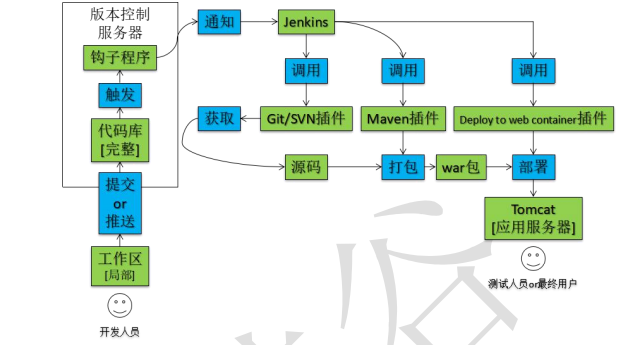 版本控制
服务器
钩子程序
触发
代码库
[完整]
提交
or
推送
工作区
[局部]
开发人员
通知
Jenkins
调用
调用
调用
获取
Git/SVN插件
Maven插件
Deploy to web container插件
源码
打包
war包
部署
Tomcat
[应用服务器]
测试人员or最终用户